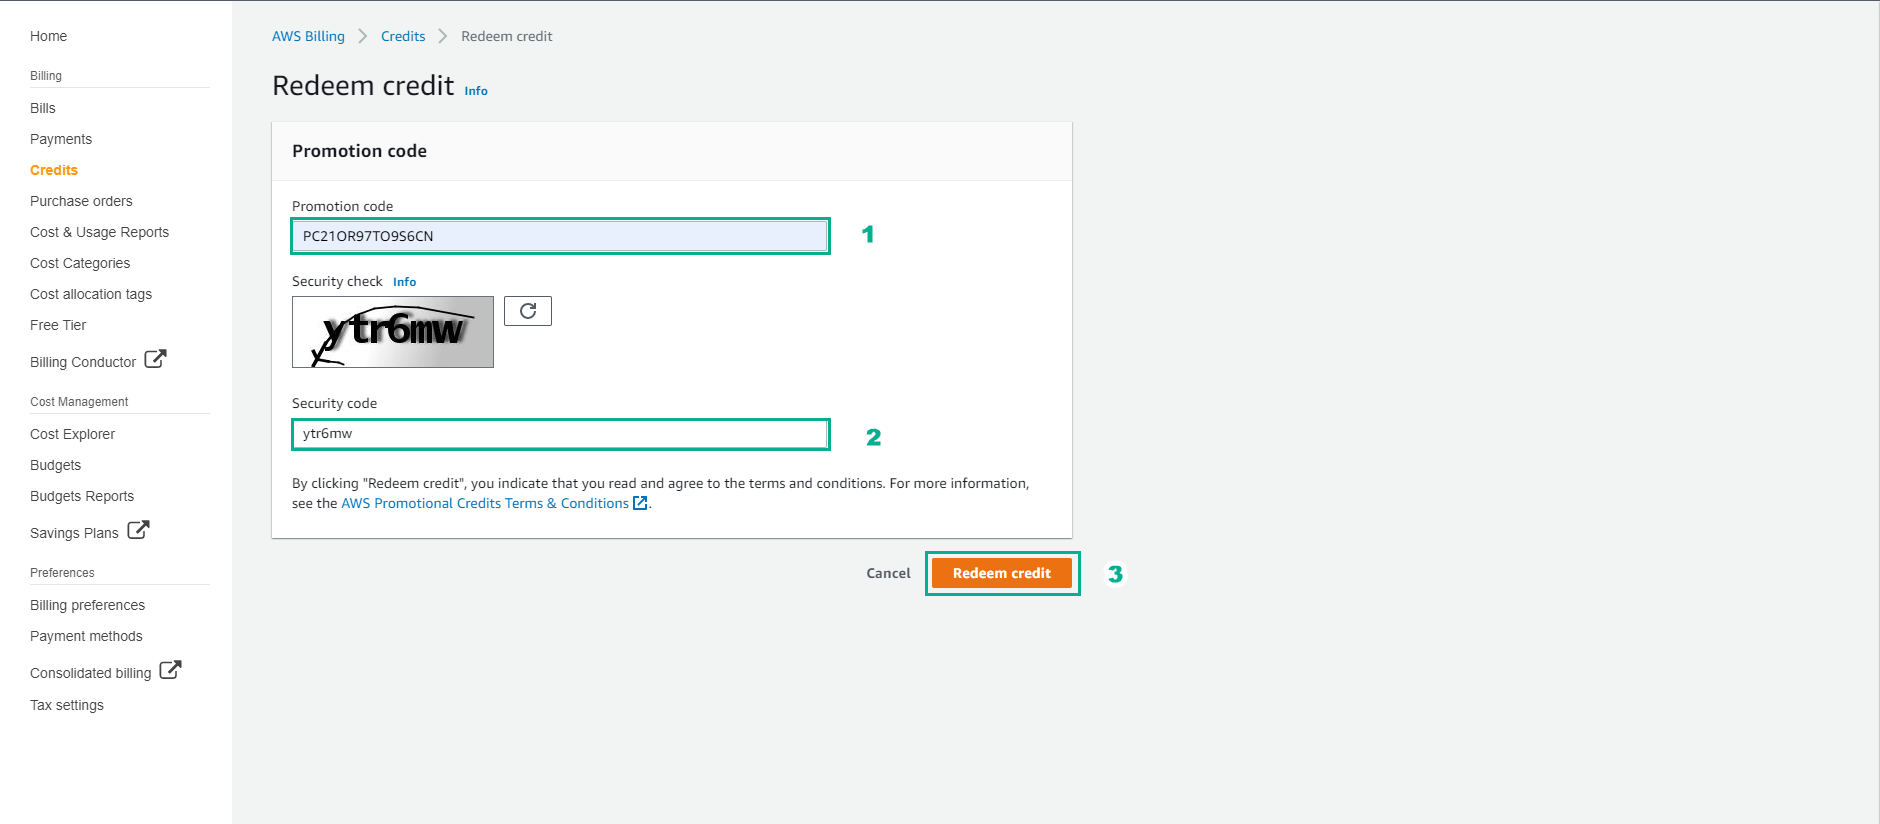 Home
Billing
Bills
Payments
Credits
Purchase orders
Cost & Usage Reports
Cost Categories
Cost allocation tags
Free Tier
Billing Conductor
Cost Management
Cost Explorer
Budgets
Budgets Reports
Savings Plans
Preferences
Billing preferences
Payment methods
Consolidated billing
Tax settings
AWS Billing > Credits > Redeem credit
Redeem credit Info
Promotion code
Promotion code
PC21OR97TO9S6CN 1
Security check Info
ytr6mw
Security code
ytr6mw 2
By clicking "Redeem credit", you indicate that you read and agree to the terms and conditions. For more information,
see the AWS Promotional Credits Terms & Conditions.
Cancel Redeem credit 3